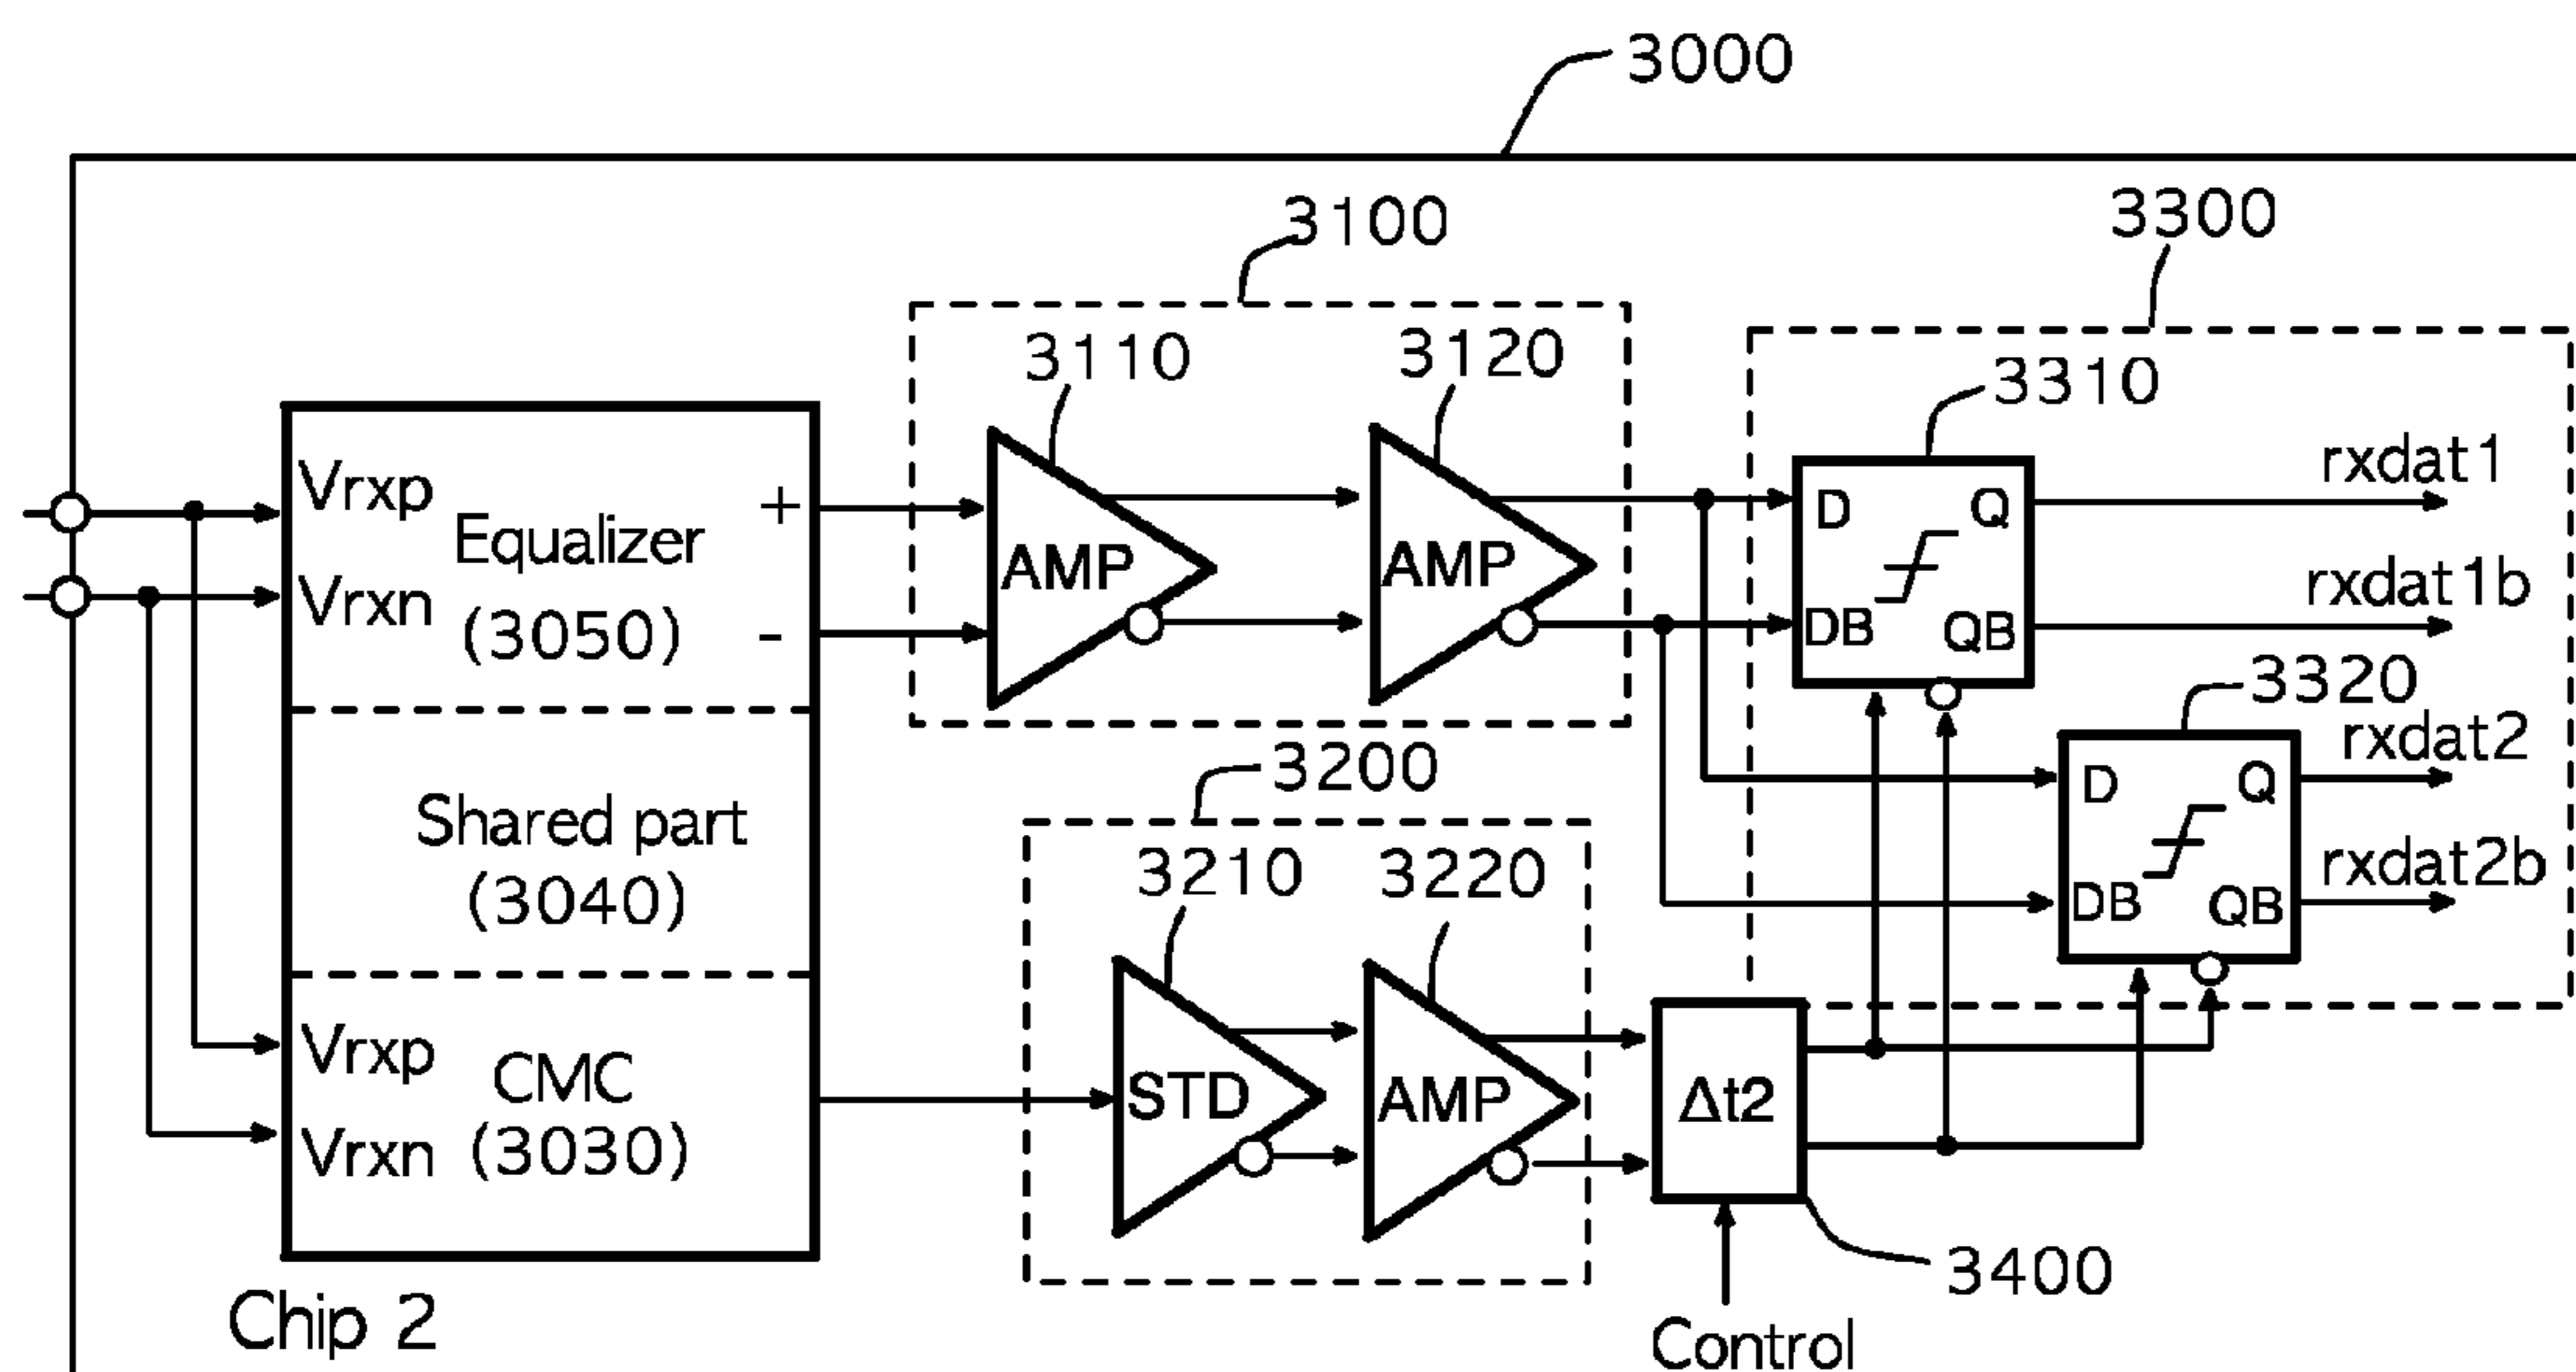 3000
3100
3300
3110
3120
3310
rxdat1
Vrxp
+
D
Q
Equalizer
AMP
AMP
Vrxn
(3050)
-
DB
QB
rxdat1b
3320
3200
rxdat2
D
Q
Shared part
(3040)
3210
3220
rxdat2b
DB
QB
Vrxp
CMC
STD
AMP
Δt2
Vrxn
(3030)
3400
Chip 2
Control